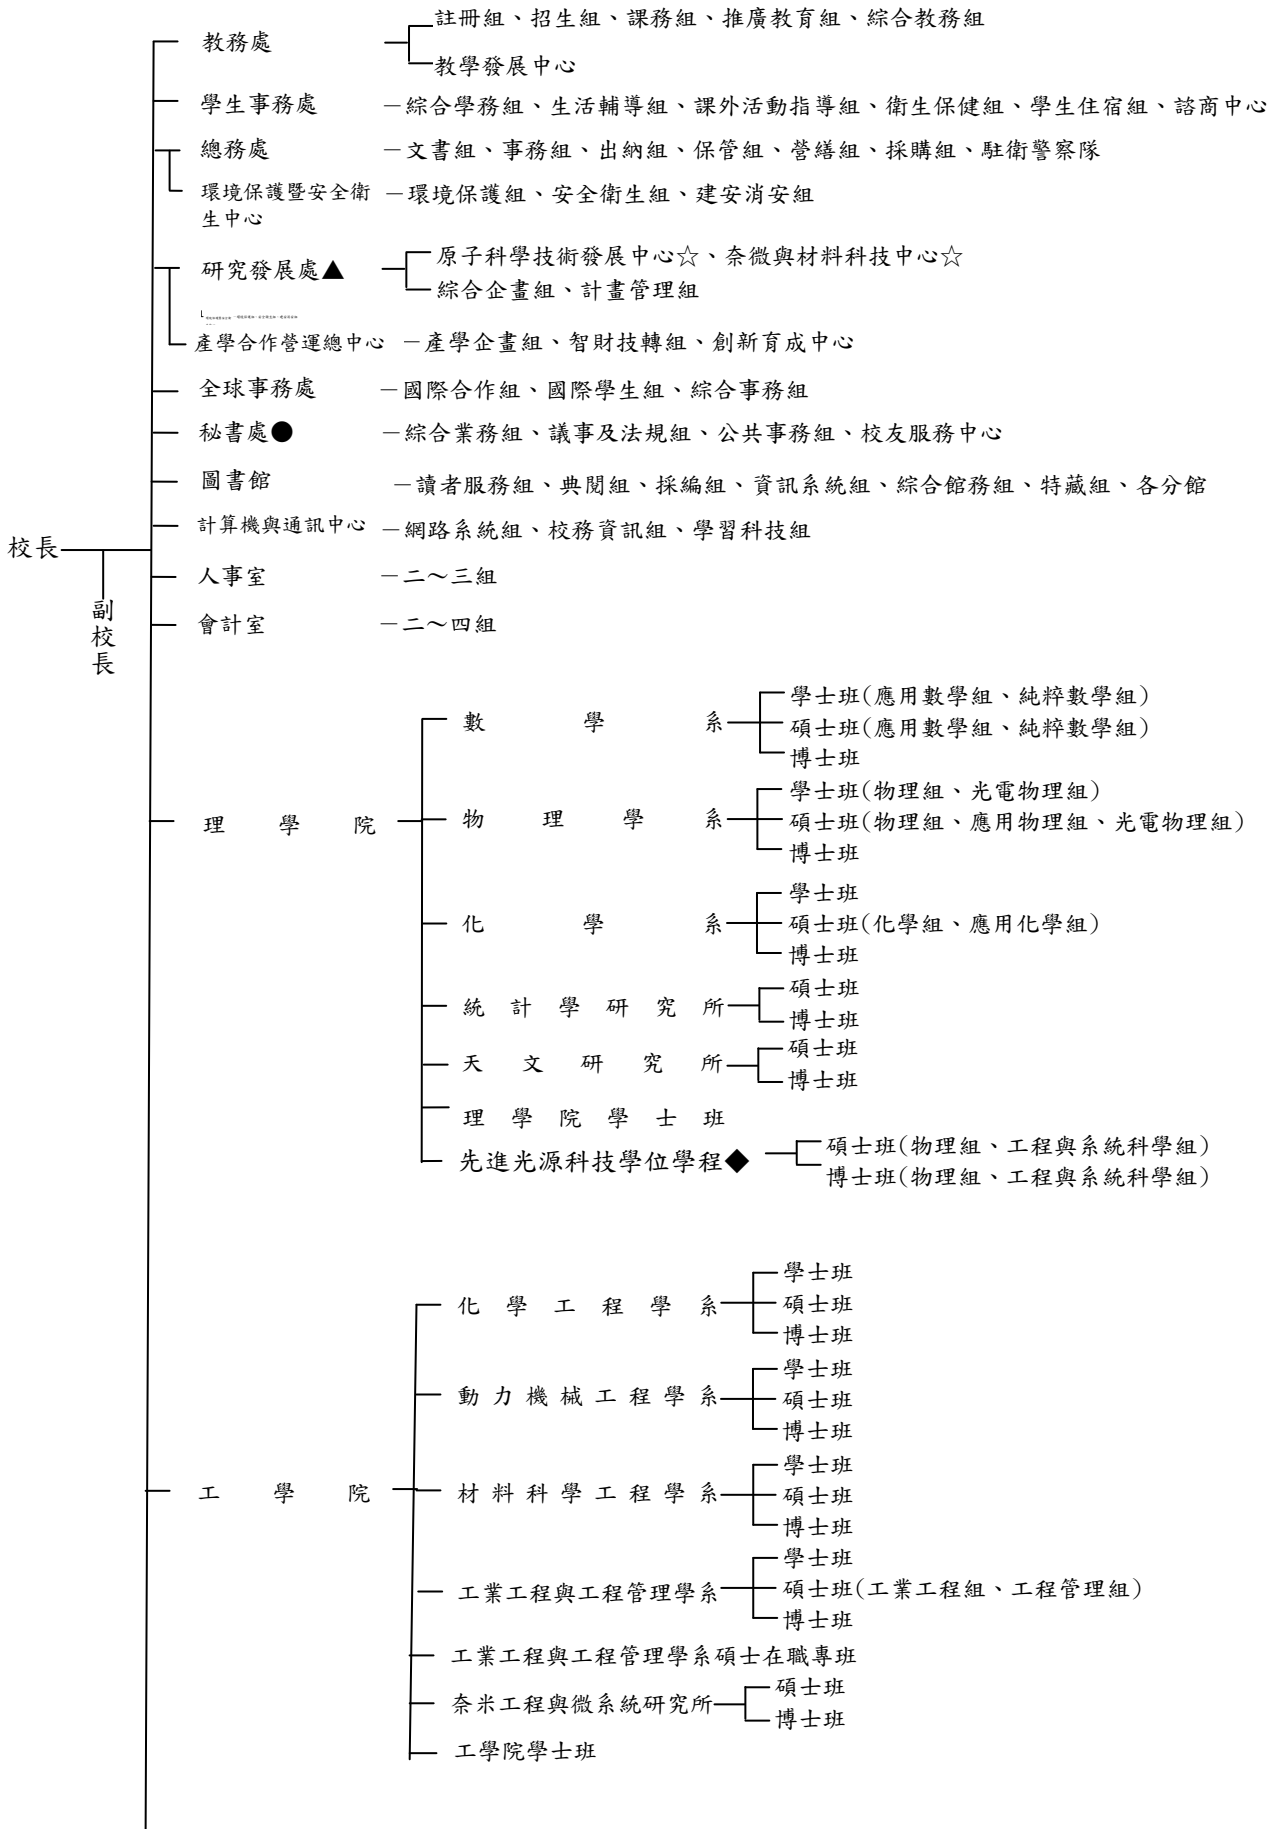 註冊組、招生組、課務組、推廣教育組、綜合教務組
教務處
教學發展中心
學生事務處 －綜合學務組、生活輔導組、課外活動指導組、衛生保健組、學生住宿組、諮商中心
總務處 －文書組、事務組、出納組、保管組、營繕組、採購組、駐衛警察隊
環境保護暨安全衛 －環境保護組、安全衛生組、建安消安組
生中心
原子科學技術發展中心☆、奈微與材料科技中心☆
研究發展處▲
綜合企畫組、計畫管理組
產學合作營運總中心 －產學企畫組、智財技轉組、創新育成中心
全球事務處 －國際合作組、國際學生組、綜合事務組
秘書處● －綜合業務組、議事及法規組、公共事務組、校友服務中心
圖書館 －讀者服務組、典閱組、採編組、資訊系統組、綜合館務組、特藏組、各分館
計算機與通訊中心 －網路系統組、校務資訊組、學習科技組
校長
副校長
人事室 －二～三組
會計室 －二～四組
理學院
數學系
學士班(應用數學組、純粹數學組)
碩士班(應用數學組、純粹數學組)
博士班
物理學系
學士班(物理組、光電物理組)
碩士班(物理組、應用物理組、光電物理組)
博士班
化學系
學士班
碩士班(化學組、應用化學組)
博士班
統計學研究所
碩士班
博士班
天文研究所
碩士班
博士班
理學院學士班
先進光源科技學位學程◆
碩士班(物理組、工程與系統科學組)
博士班(物理組、工程與系統科學組)
工學院
化學工程學系
學士班
碩士班
博士班
動力機械工程學系
學士班
碩士班
博士班
材料科學工程學系
學士班
碩士班
博士班
工業工程與工程管理學系
學士班
碩士班(工業工程組、工程管理組)
博士班
工業工程與工程管理學系碩士在職專班
奈米工程與微系統研究所
碩士班
博士班
工學院學士班